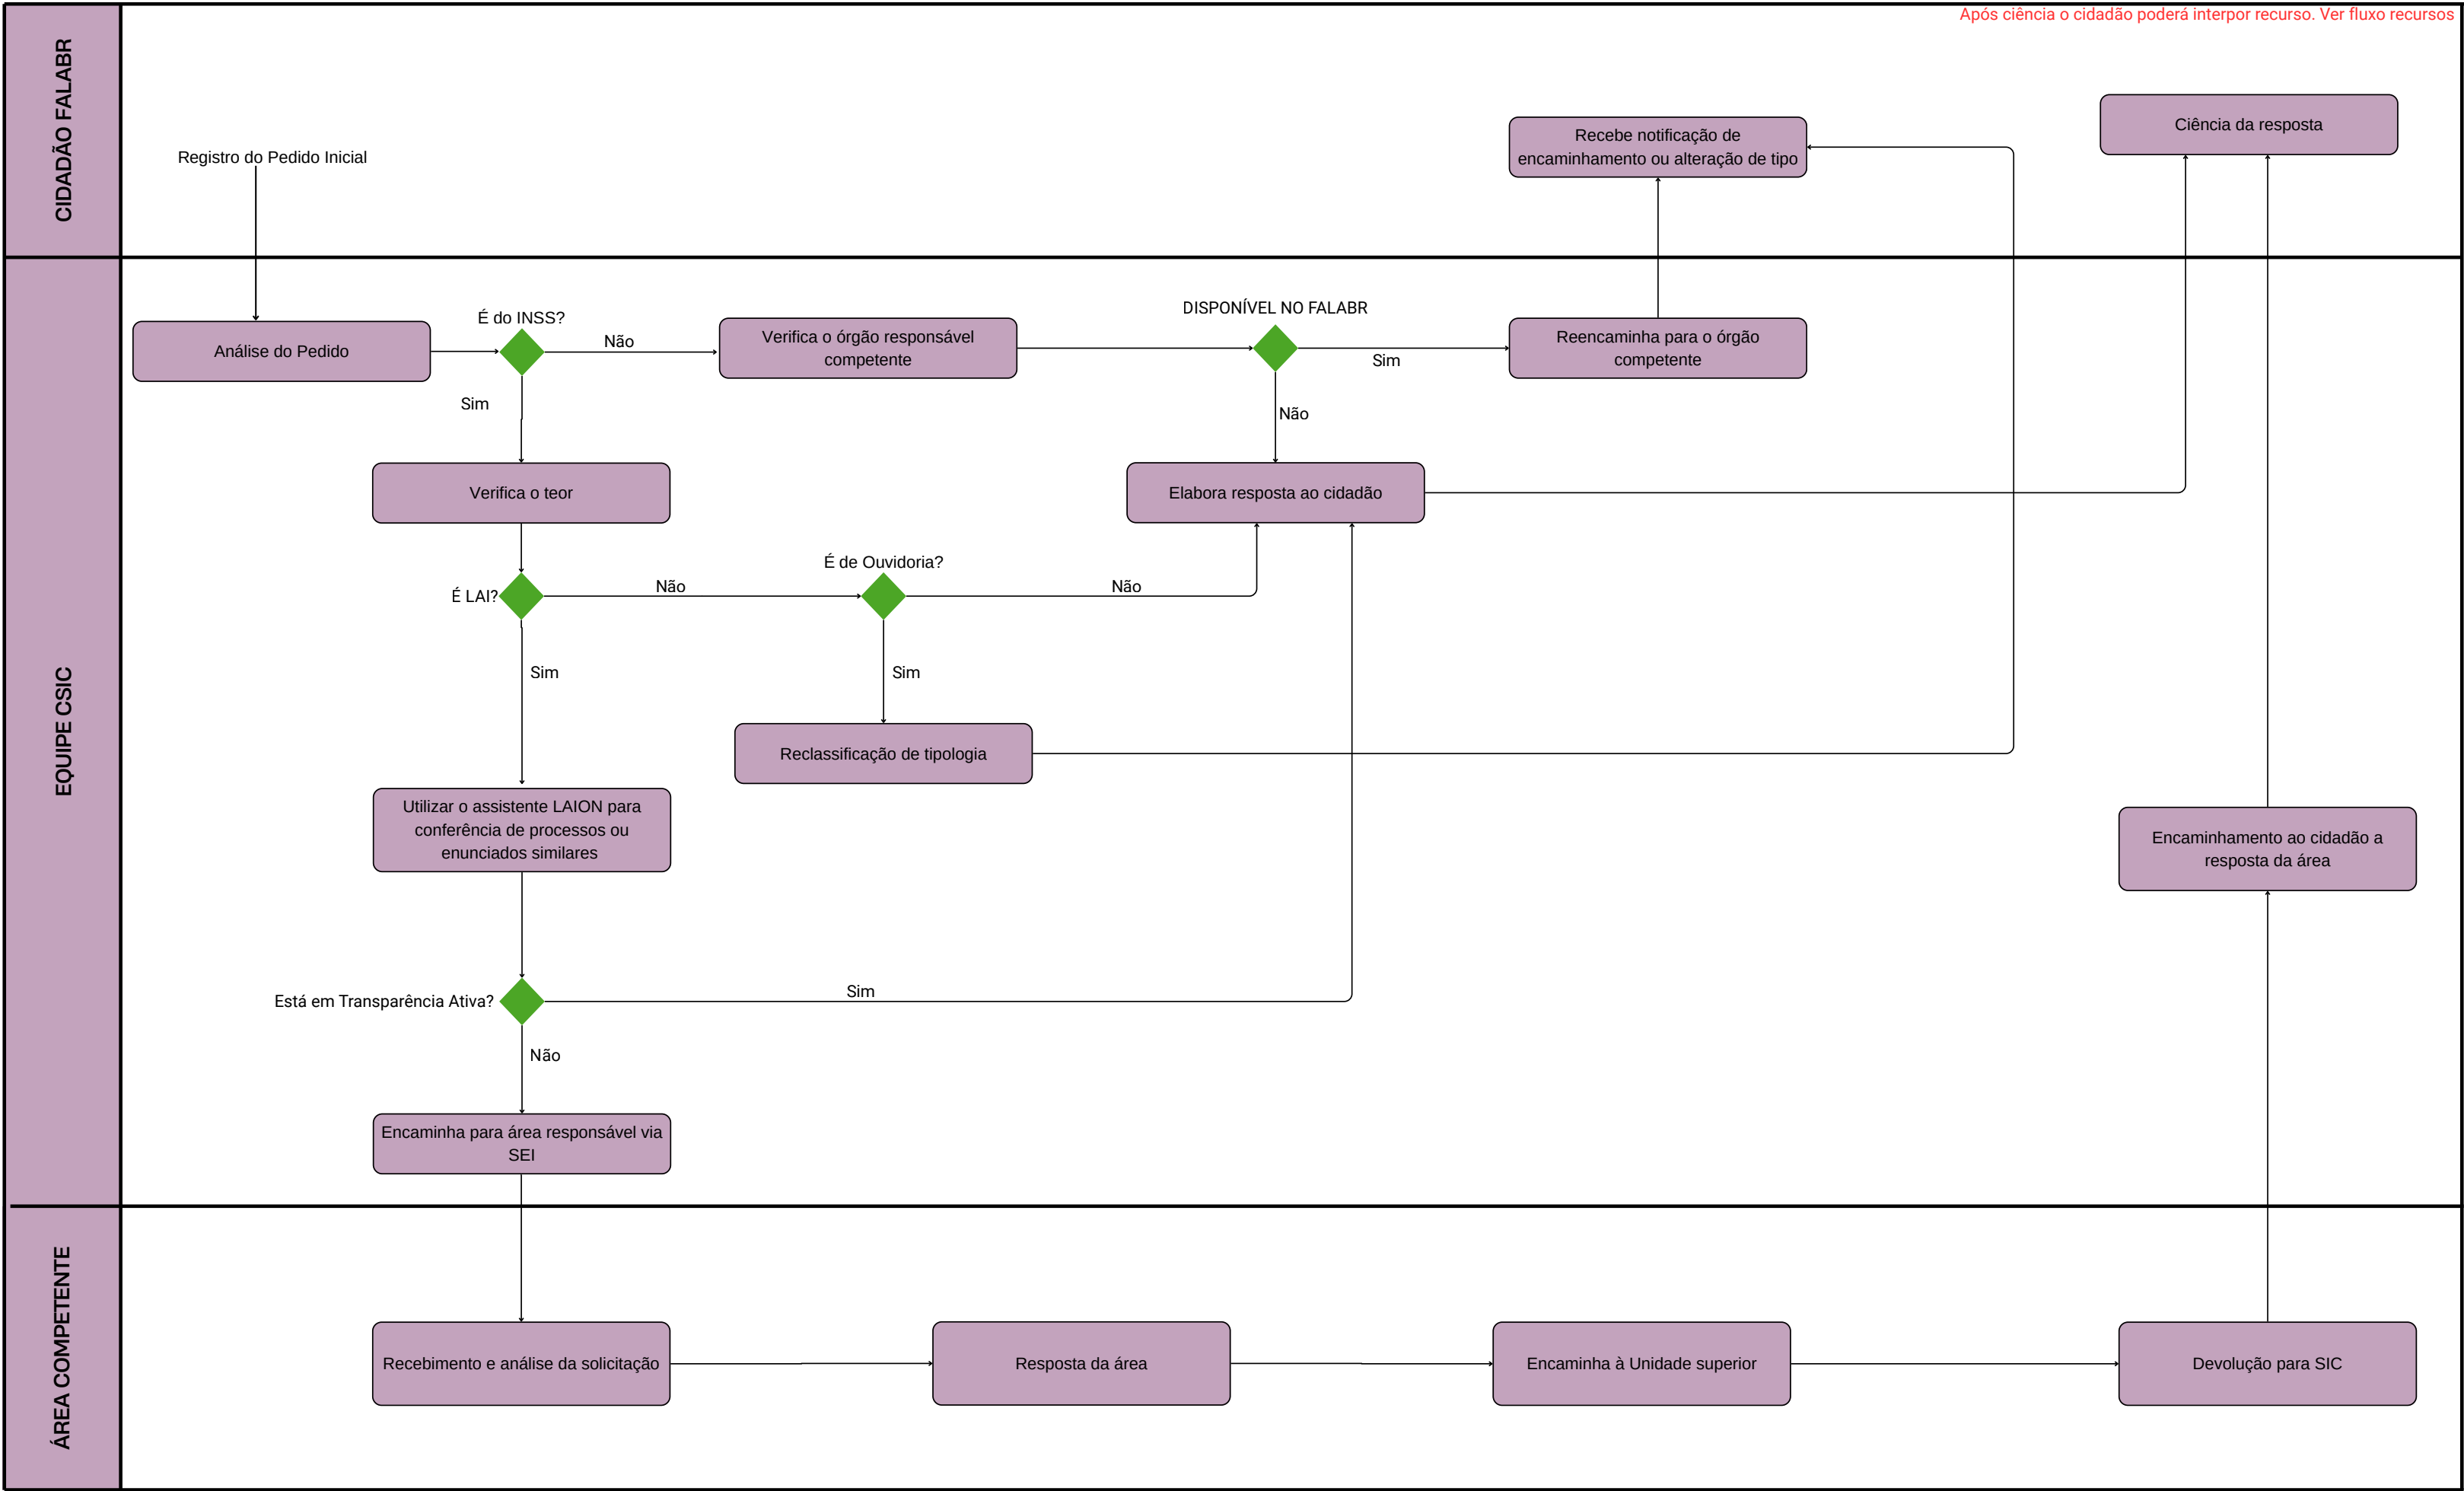 Após ciência o cidadão poderá interpor recurso. Ver fluxo recursos
CIDADÃO FALABR
Registro do Pedido Inicial
Recebe notificação de
encaminhamento ou alteração de tipo
Ciência da resposta
EQUIPE CSIC
Análise do Pedido
É do INSS?
Não
Sim
Verifica o órgão responsável
competente
DISPONÍVEL NO FALABR
Sim
Não
Reencaminha para o órgão
competente
Verifica o teor
Elabora resposta ao cidadão
É LAI?
Não
Sim
É de Ouvidoria?
Não
Sim
Reclassificação de tipologia
Utilizar o assistente LAION para
conferência de processos ou
enunciados similares
Encaminhamento ao cidadão a
resposta da área
Está em Transparência Ativa?
Sim
Não
Encaminha para área responsável via
SEI
ÁREA COMPETENTE
Recebimento e análise da solicitação
Resposta da área
Encaminha à Unidade superior
Devolução para SIC